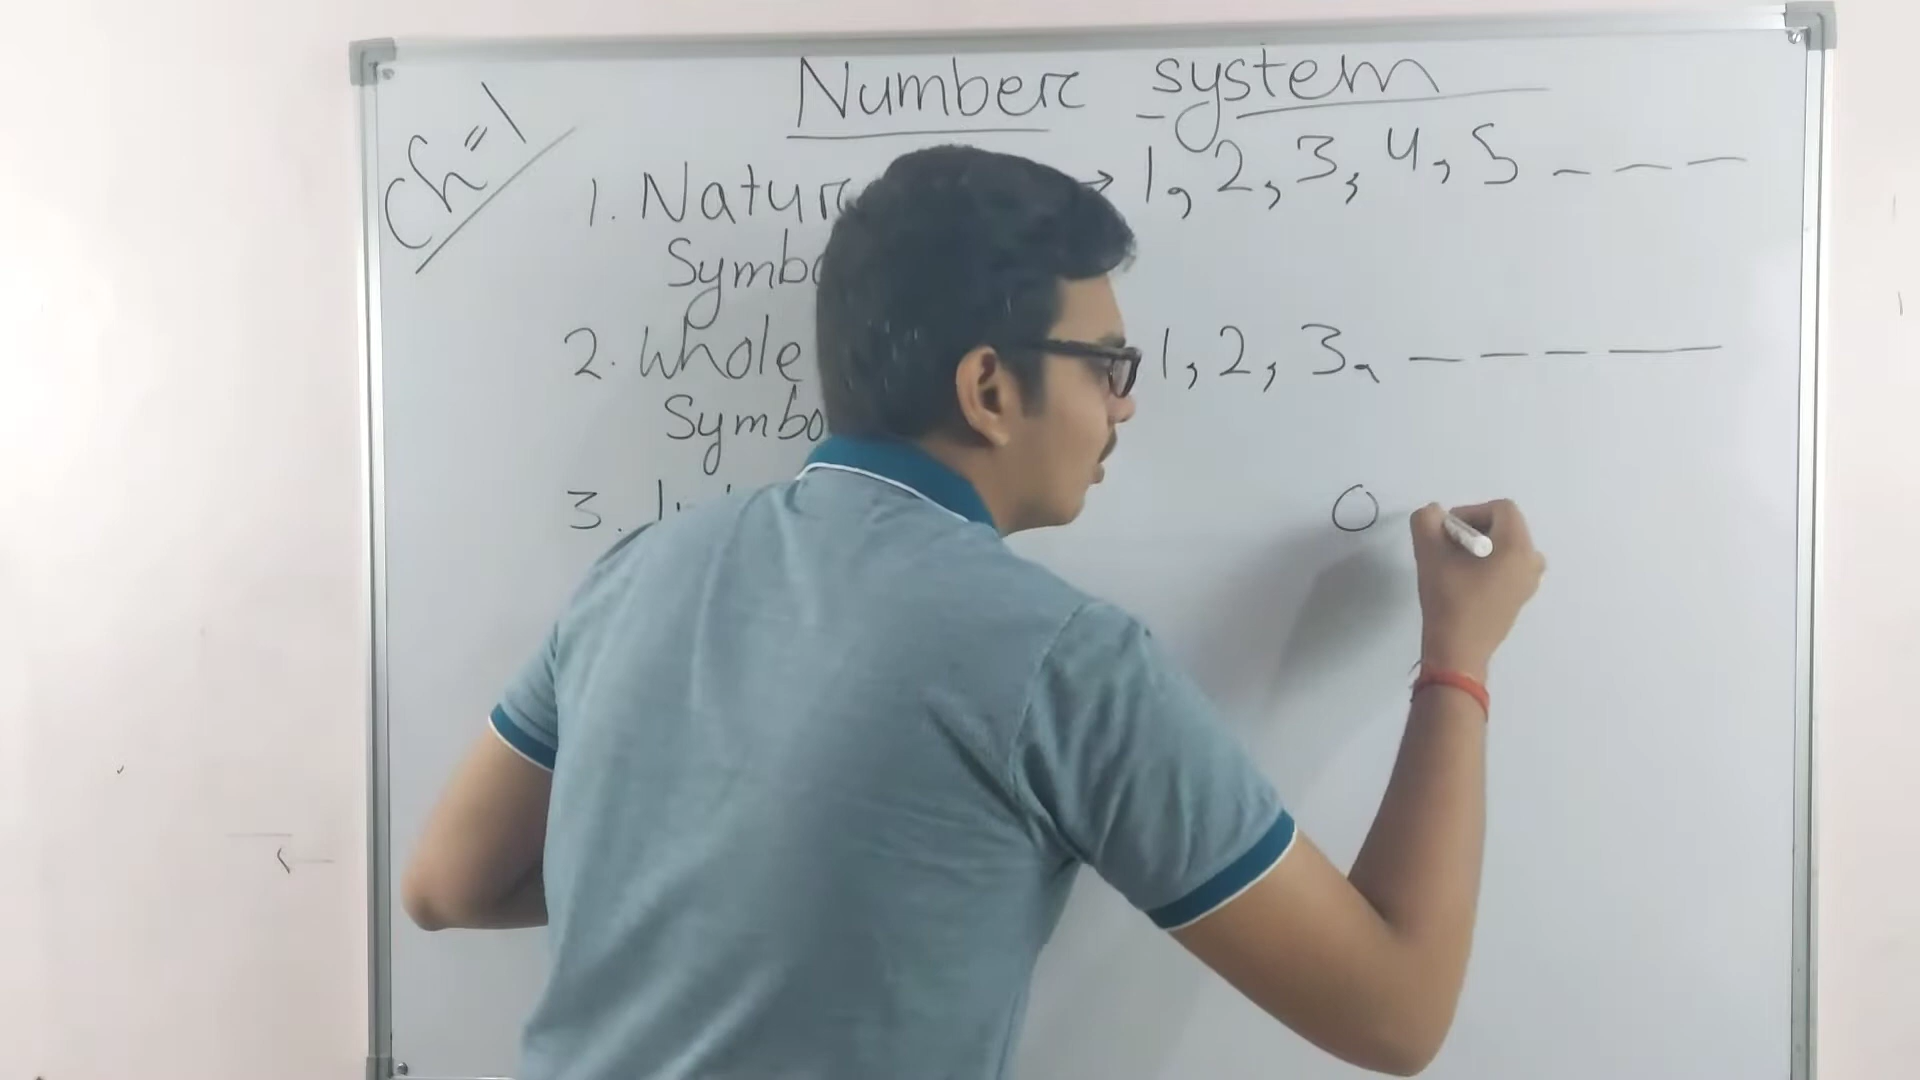 Ch=1
Number system
1. Natur → 1, 2, 3, 4, 5 - - -
Symbo
2. Whole 1, 2, 3, - - - -
Symbo
3. 0